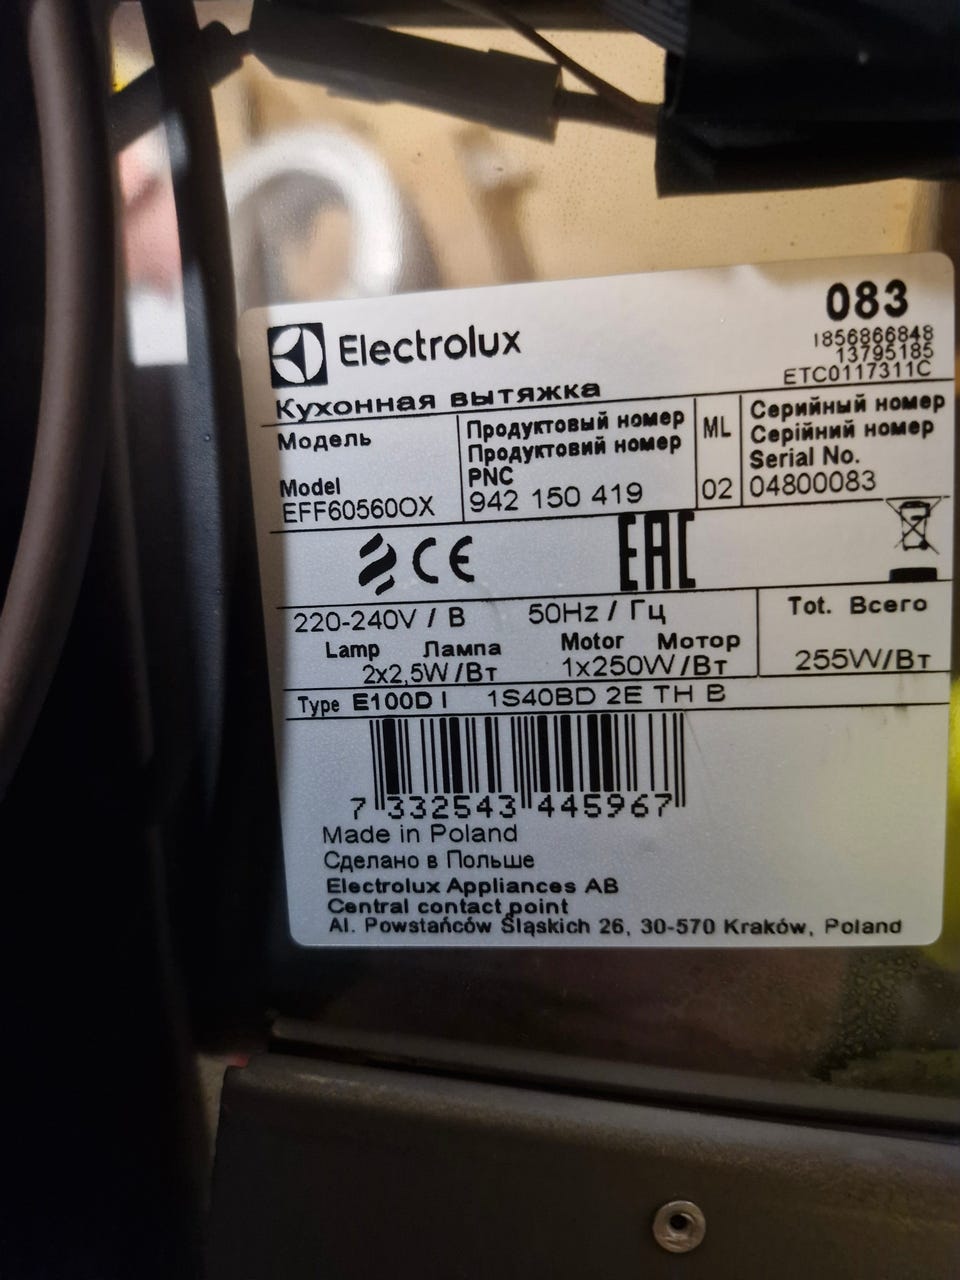 083
1856866848
Electrolux
13795185
ETC0117311C
Кухонная вытяжка
Модель
Model
EFF60560OX
Продуктовый номер
Продуктовий номер
PNC
942 150 419
ML
02
Серийный номер
Серійний номер
Serial No.
04800083
CE
EAC
220-240V / В 50Hz / Гц
Lamp Лампа Motor Мотор
2x2,5W/Вт 1x250W/Вт
Tot. Всего
255W/Вт
Type E100D I 1S40BD 2E TH B
7 332543 445967
Made in Poland
Сделано в Польше
Electrolux Appliances AB
Central contact point
Al. Powstańców Śląskich 26, 30-570 Kraków, Poland